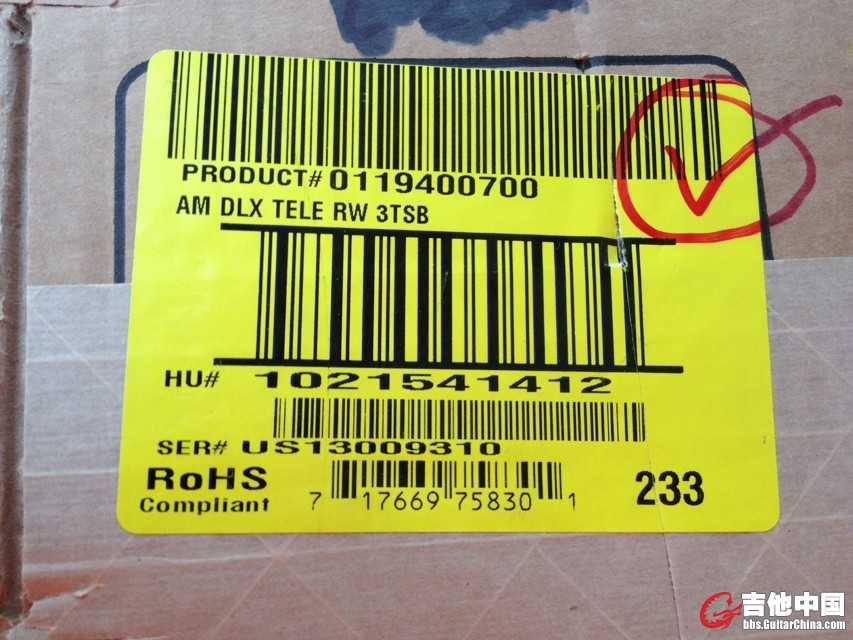 PRODUCT# 0119400700
AM DLX TELE RW 3TSB
HU# 1021541412
SER# US13009310
RoHS
Compliant
7 17669 75830 1
233
吉他中国
bbs.GuitarChina.com